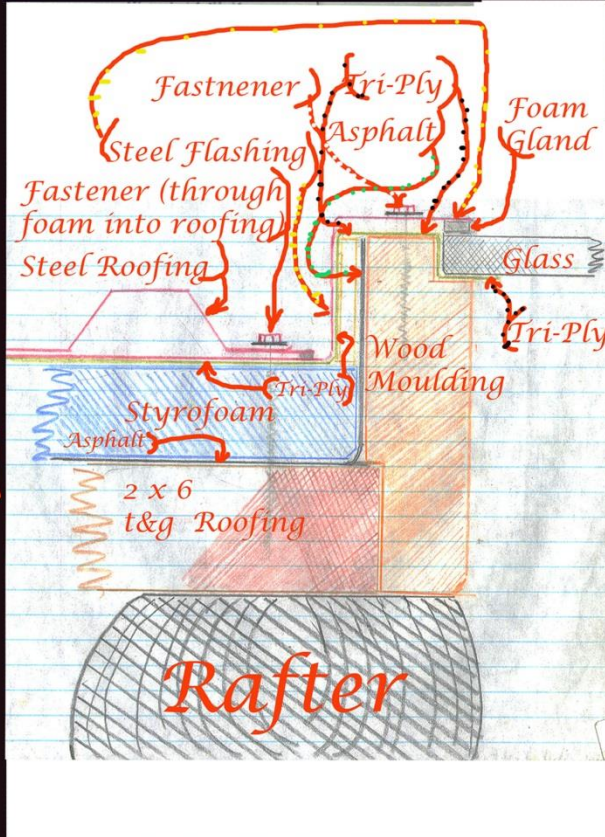 Fastnener
Tri-Ply
Asphalt
Foam
Gland
Steel Flashing
Fastener (through
foam into roofing)
Steel Roofing
Glass
Tri-Ply
Wood
Moulding
(Tri-Ply)
Styrofoam
Asphalt
2 x 6
t&g Roofing
Rafter